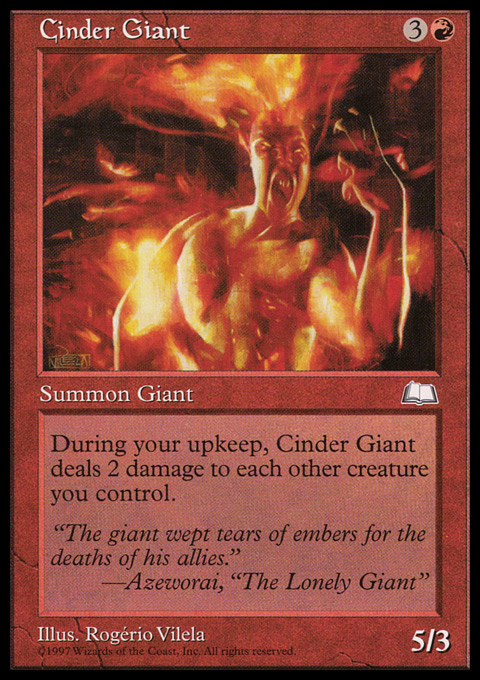 Cinder Giant 3
Summon Giant
During your upkeep, Cinder Giant
deals 2 damage to each other creature
you control.
“The giant wept tears of embers for the
deaths of his allies.”
—Azeworai, “The Lonely Giant”
Illus. Rogério Vilela
©1997 Wizards of the Coast, Inc. All rights reserved.
5/3